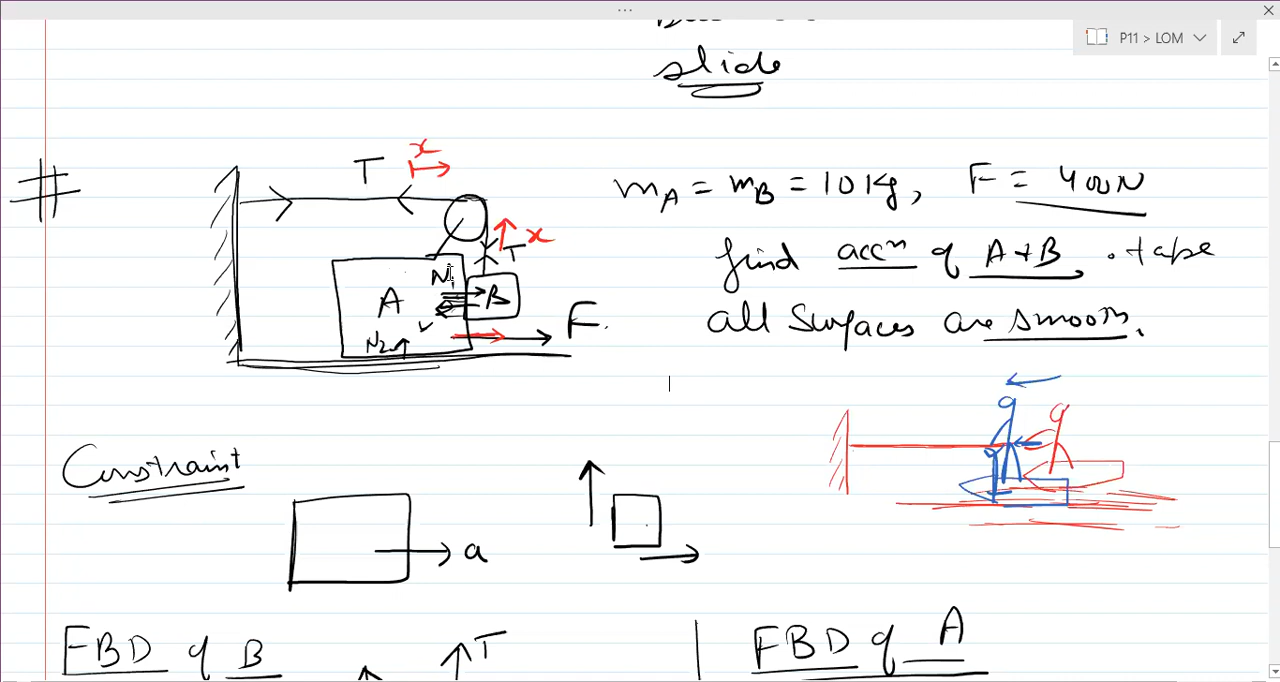 P11 > LOM
slide
#
T x
x
T
A N1 B
N2
F
mA = mB = 10 Kg, F = 400N
find accn of A + B. take
all surfaces are smooth.
Constraint
a
FBD of B
T
FBD of A